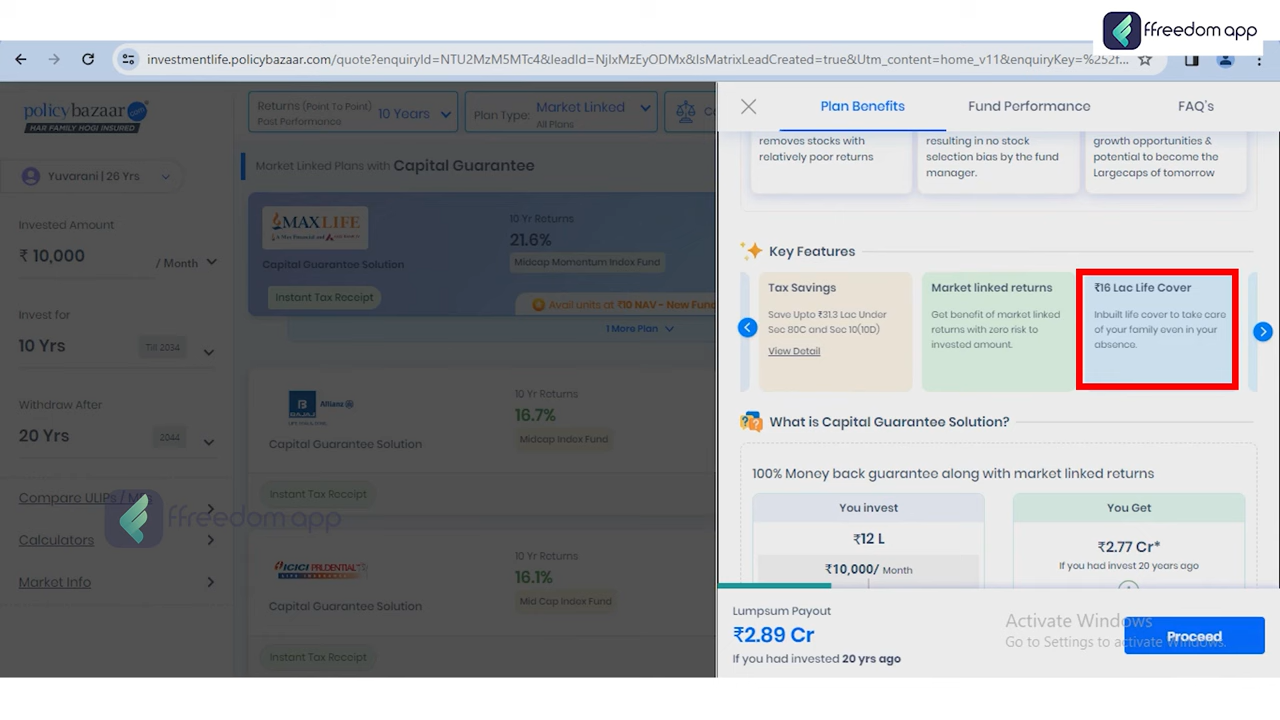 ffreedom app
investmentlife.policybazaar.com/quote?enquiryId=NTU2MzM5MTc4&leadId=NjIxMzEyODMx&IsMatrixLeadCreated=true&Utm_content=home_v11&enquiryKey=%252f...
policybazaar
HAR FAMILY HOGI INSURED
Returns (Point To Point)
Past Performance
10 Years
Plan Type:
Market Linked
All Plans
Yuvarani | 26 Yrs
Invested Amount
₹ 10,000
/ Month
Invest for
10 Yrs
Till 2034
Withdraw After
20 Yrs
2044
Compare ULIPs /
Calculators
Market Info
ffreedom app
Market Linked Plans with Capital Guarantee
MAX LIFE
INSURANCE
Capital Guarantee Solution
10 Yr Returns
21.6%
Midcap Momentum Index Fund
Instant Tax Receipt
Avail units at ₹10 NAV - New Fund
1 More Plan
BAJAJ Allianz
Capital Guarantee Solution
10 Yr Returns
16.7%
Midcap Index Fund
Instant Tax Receipt
ICICI PRUDENTIAL
LIFE INSURANCE
Capital Guarantee Solution
10 Yr Returns
16.1%
Mid Cap Index Fund
Instant Tax Receipt
Plan Benefits
Fund Performance
FAQ's
removes stocks with
relatively poor returns
resulting in no stock
selection bias by the fund
manager.
growth opportunities &
potential to become the
Largecaps of tomorrow
Key Features
Tax Savings
Save Upto ₹31.3 Lac Under
Sec 80C and Sec 10(10D)
View Detail
Market linked returns
Get benefit of market linked
returns with zero risk to
invested amount.
₹16 Lac Life Cover
Inbuilt life cover to take care
of your family even in your
absence.
What is Capital Guarantee Solution?
100% Money back guarantee along with market linked returns
You invest
₹12 L
₹10,000/ Month
You Get
₹2.77 Cr*
If you had invest 20 years ago
Lumpsum Payout
₹2.89 Cr
If you had invested 20 yrs ago
Activate Windows
Go to Settings to activate Windows.
Proceed